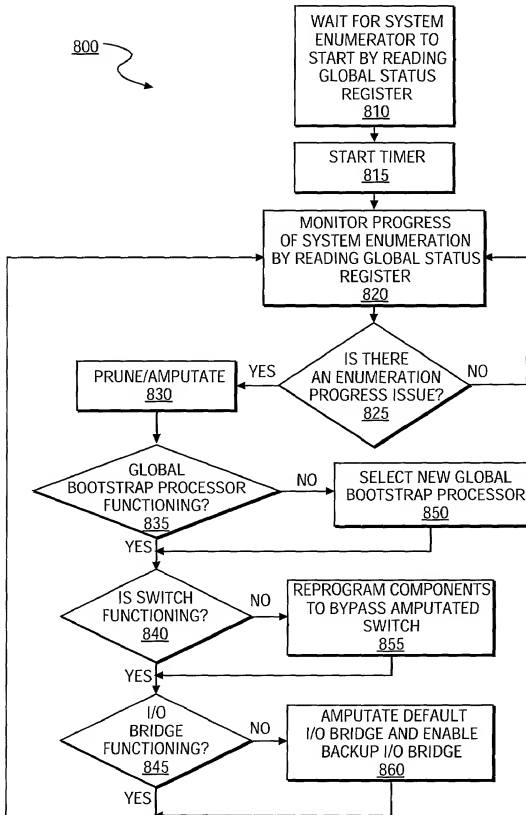 800
WAIT FOR SYSTEM
ENUMERATOR TO
START BY READING
GLOBAL STATUS
REGISTER
810
START TIMER
815
MONITOR PROGRESS
OF SYSTEM ENUMERATION
BY READING GLOBAL STATUS
REGISTER
820
IS THERE
AN ENUMERATION
PROGRESS ISSUE?
825
YES
NO
PRUNE/AMPUTATE
830
GLOBAL
BOOTSTRAP PROCESSOR
FUNCTIONING?
835
NO
SELECT NEW GLOBAL
BOOTSTRAP PROCESSOR
850
YES
IS SWITCH
FUNCTIONING?
840
NO
REPROGRAM COMPONENTS
TO BYPASS AMPUTATED
SWITCH
855
YES
I/O
BRIDGE
FUNCTIONING?
845
NO
AMPUTATE DEFAULT
I/O BRIDGE AND ENABLE
BACKUP I/O BRIDGE
860
YES